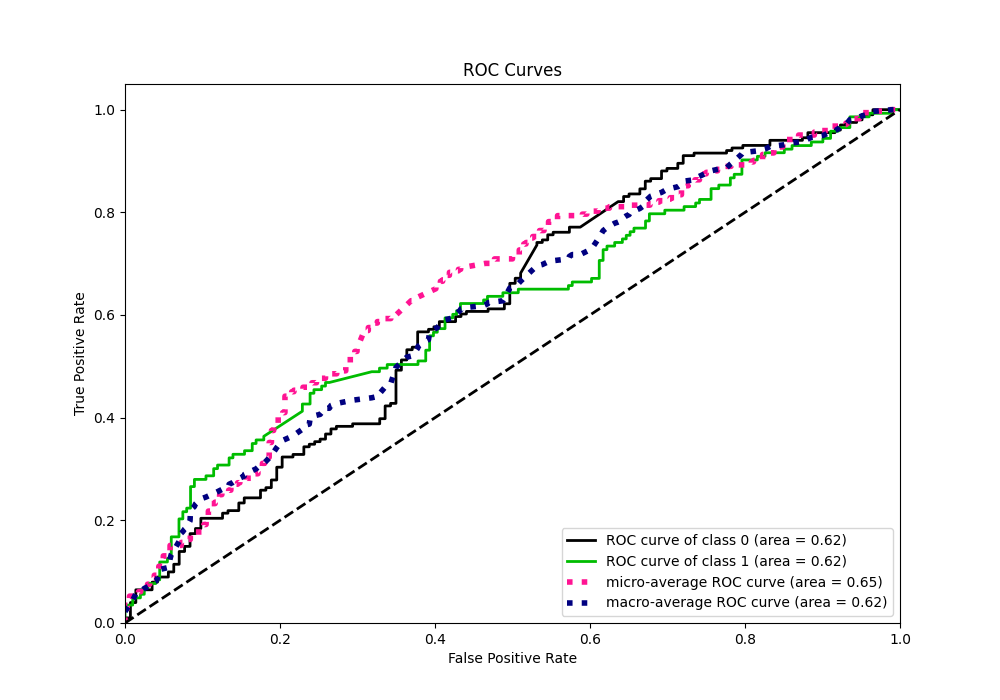 ROC Curves
True Positive Rate
1.0
0.8
0.6
0.4
0.2
0.0
ROC curve of class 0 (area = 0.62)
ROC curve of class 1 (area = 0.62)
micro-average ROC curve (area = 0.65)
macro-average ROC curve (area = 0.62)
0.0 0.2 0.4 0.6 0.8 1.0
False Positive Rate